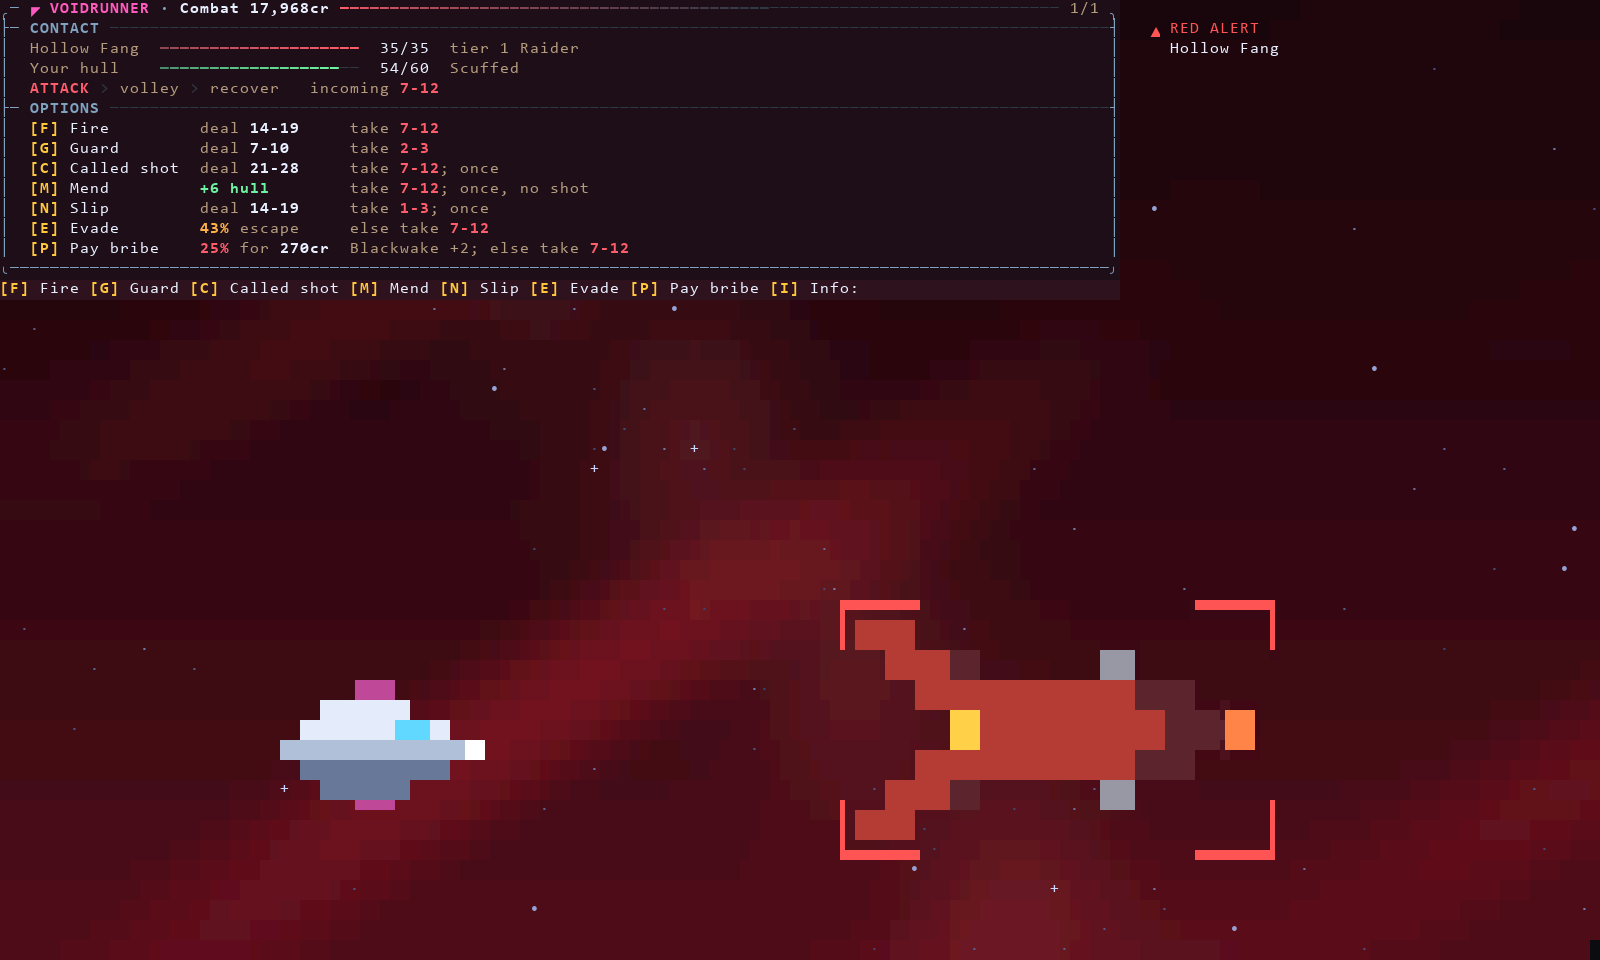 VOIDRUNNER · Combat 17,968cr 1/1
CONTACT
Hollow Fang 35/35 tier 1 Raider
Your hull 54/60 Scuffed
ATTACK > volley > recover incoming 7-12
OPTIONS
[F] Fire deal 14-19 take 7-12
[G] Guard deal 7-10 take 2-3
[C] Called shot deal 21-28 take 7-12; once
[M] Mend +6 hull take 7-12; once, no shot
[N] Slip deal 14-19 take 1-3; once
[E] Evade 43% escape else take 7-12
[P] Pay bribe 25% for 270cr Blackwake +2; else take 7-12
[F] Fire [G] Guard [C] Called shot [M] Mend [N] Slip [E] Evade [P] Pay bribe [I] Info:
▲ RED ALERT
Hollow Fang